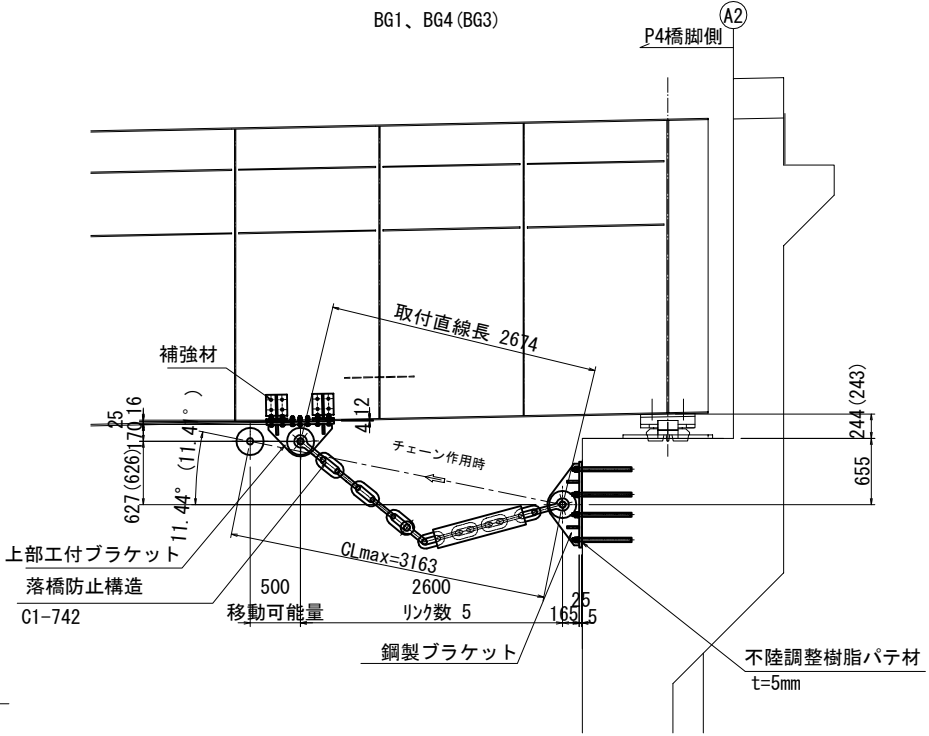 BG1、BG4(BG3)
A2
P4橋脚側
取付直線長 2674
補強材
25
170
16
12
4
244(243)
655
627(626)
11.44°(11.41°)
チェーン作用時
上部工付ブラケット
落橋防止構造
C1-742
CLmax=3163
500
移動可能量
2600
リンク数 5
25
165
5
鋼製ブラケット
不陸調整樹脂パテ材
t=5mm